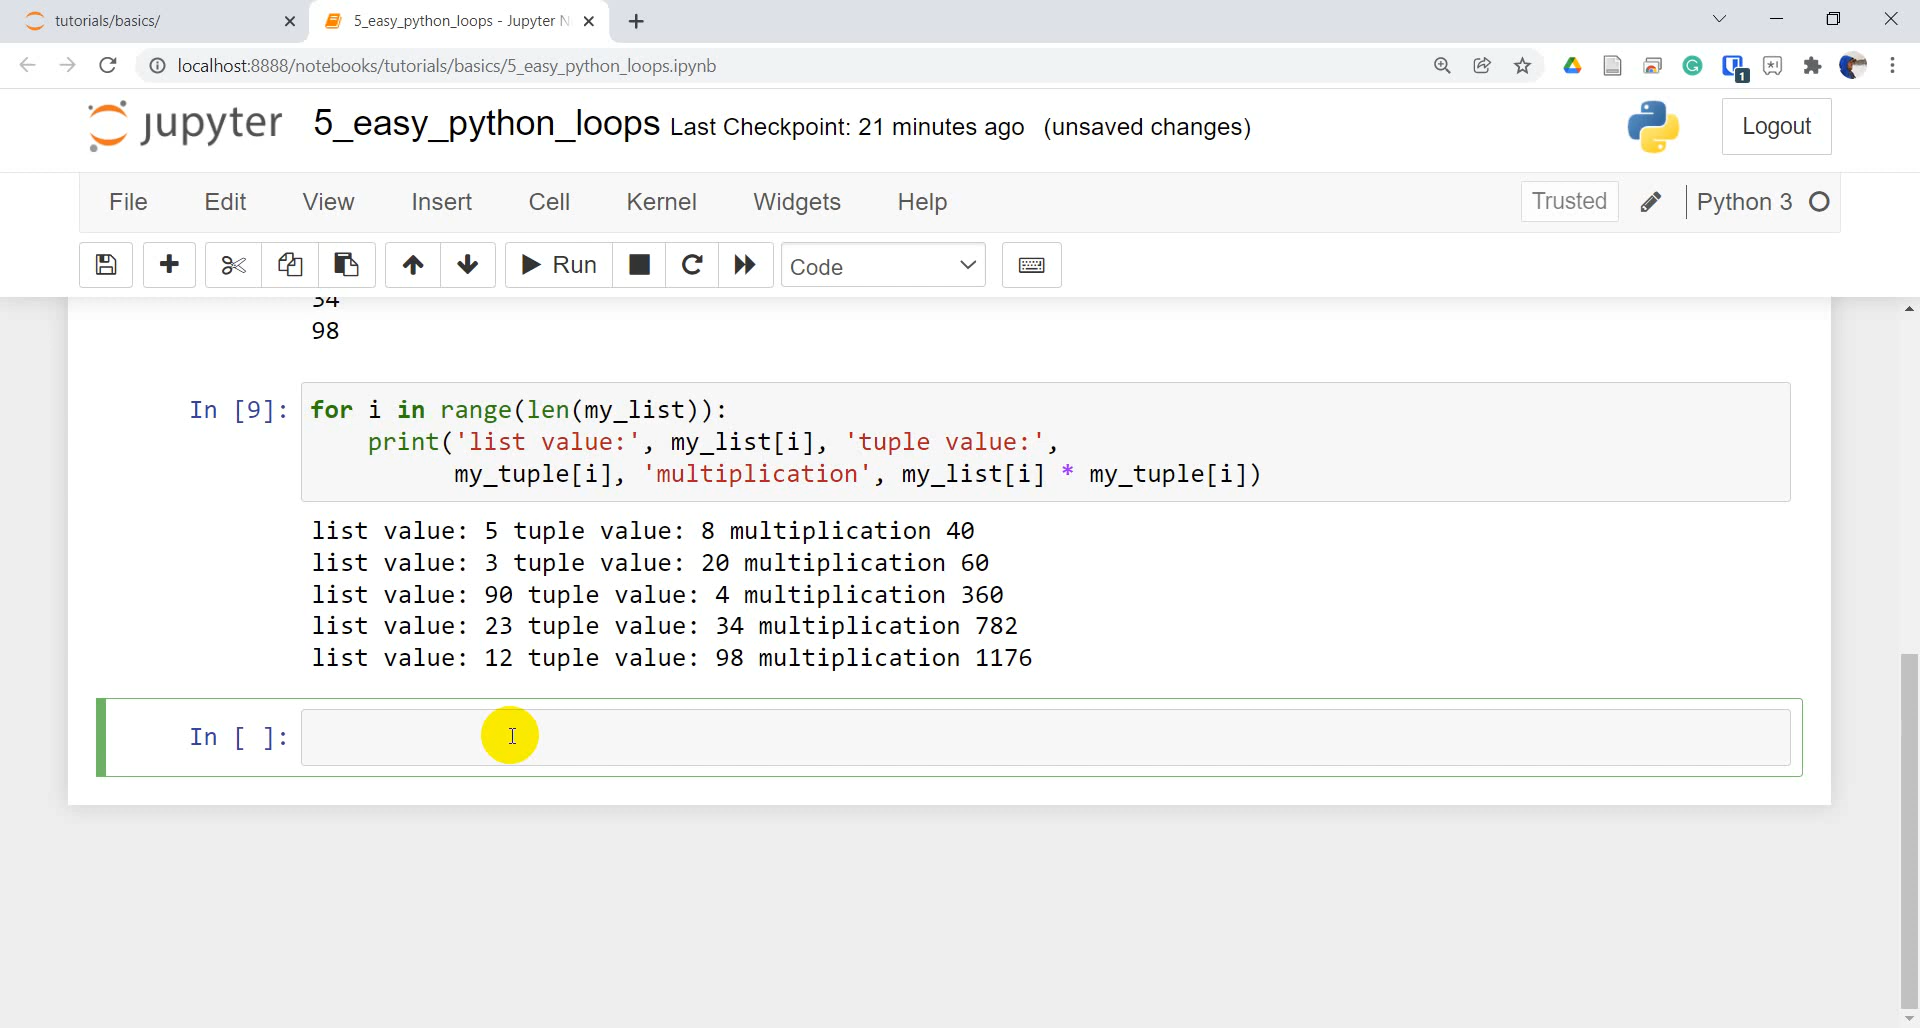 tutorials/basics/
5_easy_python_loops - Jupyter N
localhost:8888/notebooks/tutorials/basics/5_easy_python_loops.ipynb
1
jupyter 5_easy_python_loops Last Checkpoint: 21 minutes ago (unsaved changes)
Logout
File Edit View Insert Cell Kernel Widgets Help
Trusted Python 3
Run Code
34
98
In [9]: for i in range(len(my_list)):
print('list value:', my_list[i], 'tuple value:',
my_tuple[i], 'multiplication', my_list[i] * my_tuple[i])
list value: 5 tuple value: 8 multiplication 40
list value: 3 tuple value: 20 multiplication 60
list value: 90 tuple value: 4 multiplication 360
list value: 23 tuple value: 34 multiplication 782
list value: 12 tuple value: 98 multiplication 1176
In [ ]: